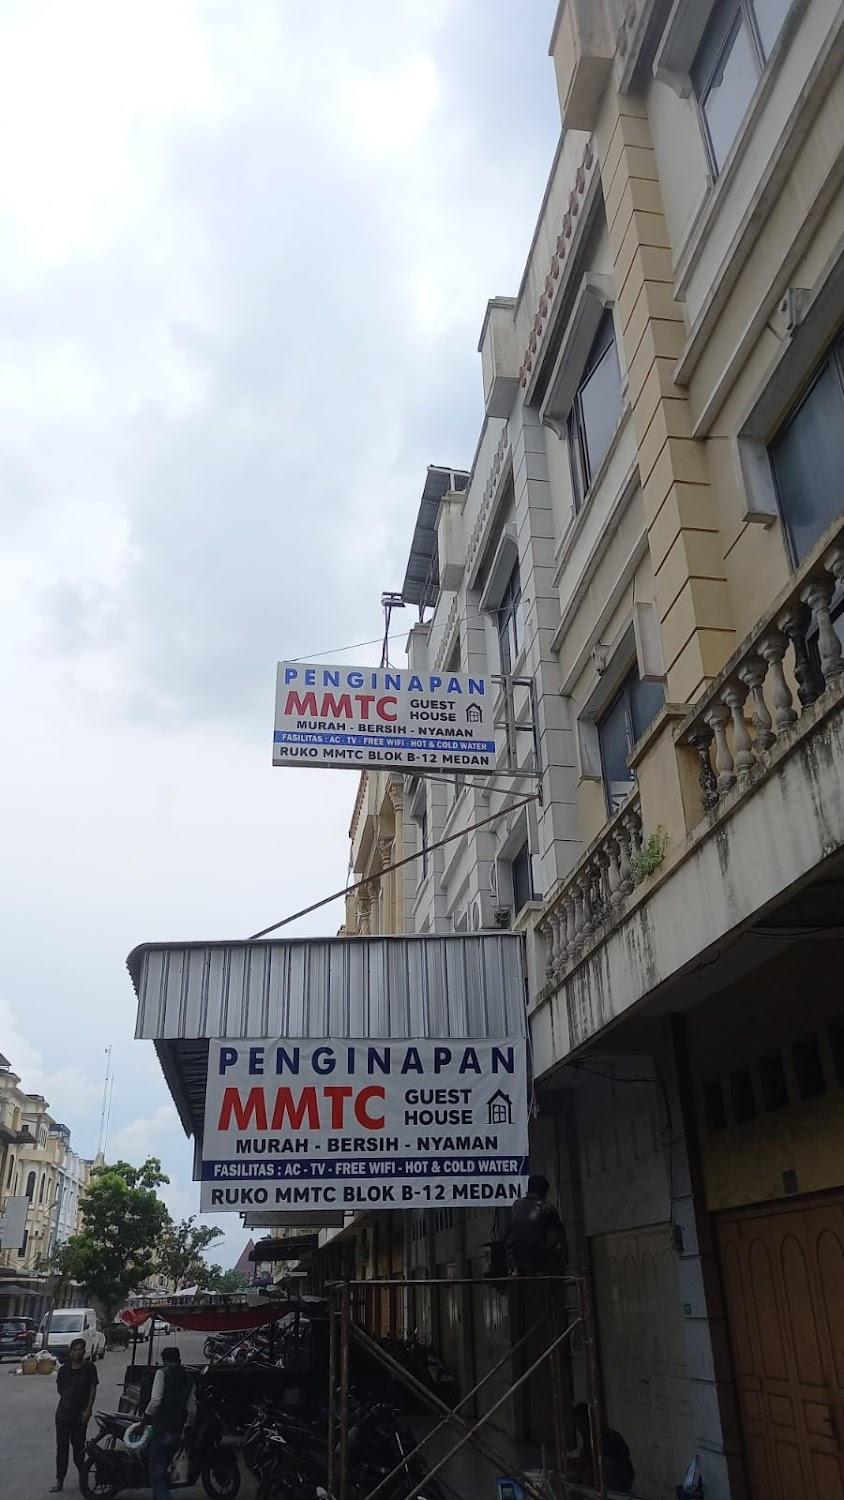 PENGINAPAN
MMTC GUEST HOUSE
MURAH - BERSIH - NYAMAN
FASILITAS : AC - TV - FREE WIFI - HOT & COLD WATER
RUKO MMTC BLOK B-12 MEDAN
PENGINAPAN
MMTC GUEST HOUSE
MURAH - BERSIH - NYAMAN
FASILITAS : AC - TV - FREE WIFI - HOT & COLD WATER
RUKO MMTC BLOK B-12 MEDAN